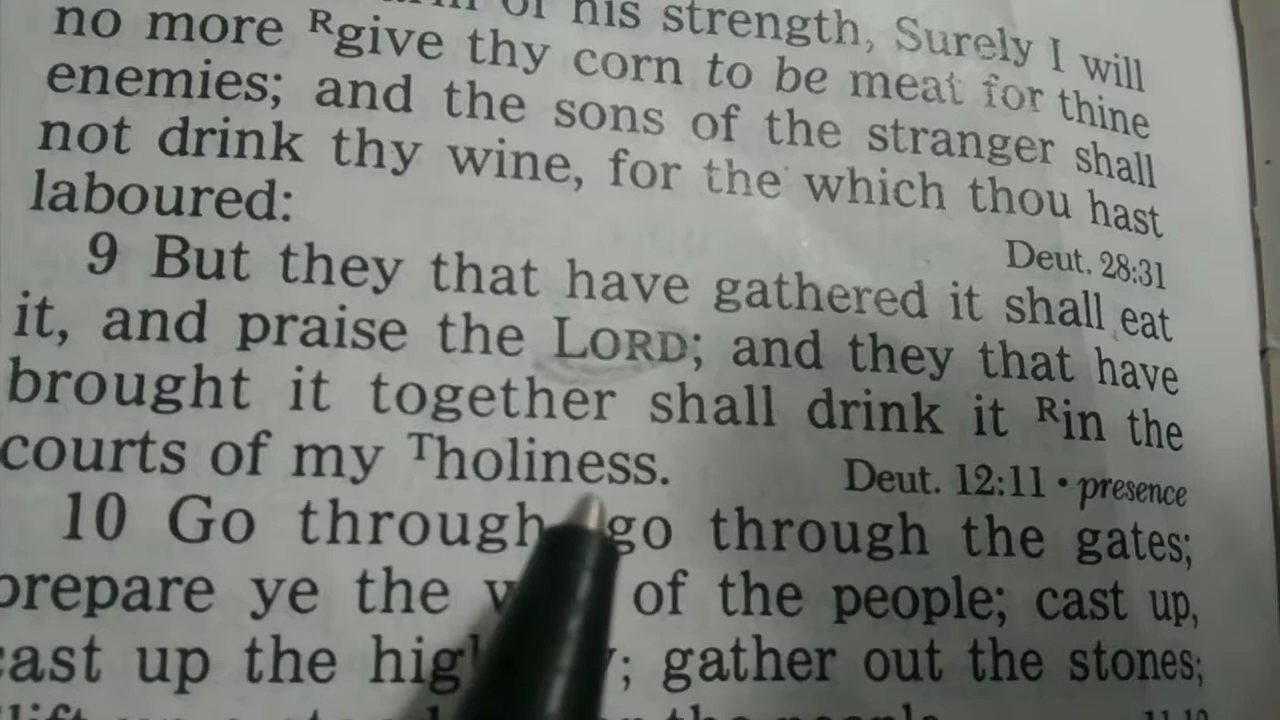 of his strength, Surely I will
no more ᴿgive thy corn to be meat for thine
enemies; and the sons of the stranger shall
not drink thy wine, for the which thou hast
laboured:
Deut. 28:31
9 But they that have gathered it shall eat
it, and praise the LORD; and they that have
brought it together shall drink it ᴿin the
courts of my ᵀholiness.
Deut. 12:11 • presence
10 Go through, go through the gates;
prepare ye the of the people; cast up,
cast up the gather out the stones;
the people.
11,10